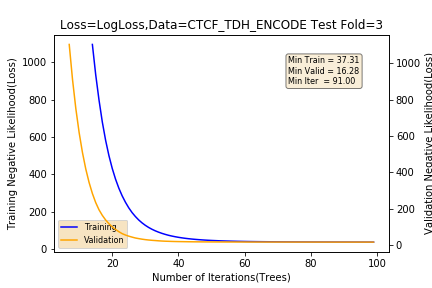 Loss=LogLoss,Data=CTCF_TDH_ENCODE Test Fold=3
Min Train = 37.31
Min Valid = 16.28
Min Iter = 91.00
Training Negative Likelihood(Loss)
1000
800
600
400
200
0
Validation Negative Likelihood(Loss)
1000
800
600
400
200
0
Training
Validation
20
40
60
80
100
Number of Iterations(Trees)